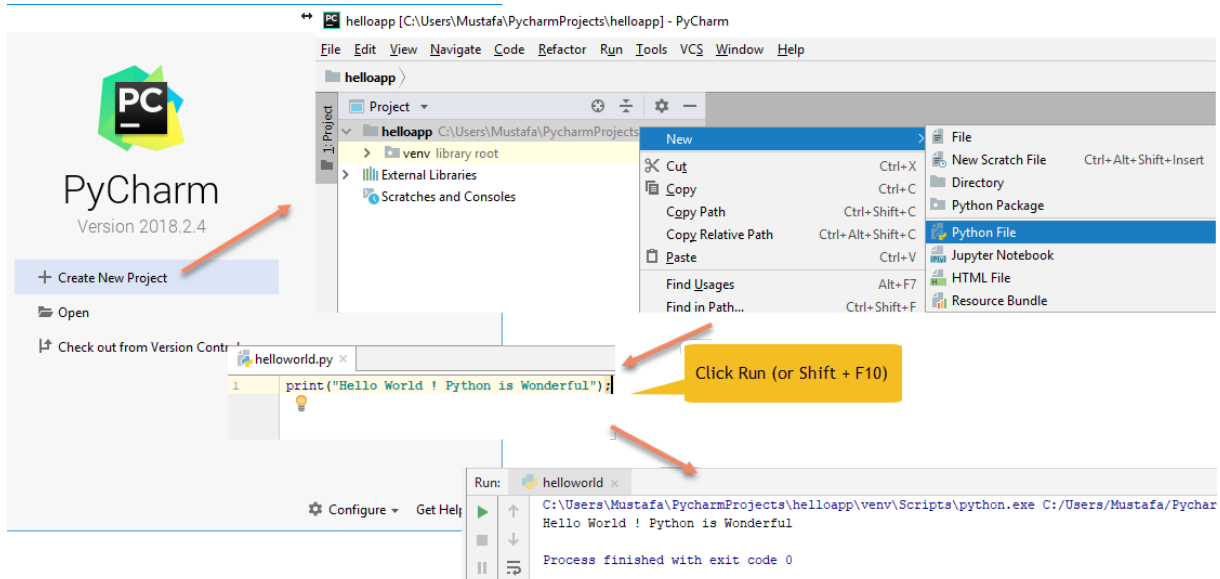 PC
PyCharm
Version 2018.2.4
Create New Project
Open
Check out from Version
Configure
Get Help
helloapp [C:\Users\Mustafa\PycharmProjects\helloapp] - PyCharm
File Edit View Navigate Code Refactor Run Tools VCS Window Help
helloapp
1: Project
Project
helloapp C:\Users\Mustafa\PycharmProjects
venv library root
External Libraries
Scratches and Consoles
New
Cut Ctrl+X
Copy Ctrl+C
Copy Path Ctrl+Shift+C
Copy Relative Path Ctrl+Alt+Shift+C
Paste Ctrl+V
Find Usages Alt+F7
Find in Path... Ctrl+Shift+F
File
New Scratch File Ctrl+Alt+Shift+Insert
Directory
Python Package
Python File
Jupyter Notebook
HTML File
Resource Bundle
helloworld.py
1 print("Hello World ! Python is Wonderful");
Click Run (or Shift + F10)
Run: helloworld
C:\Users\Mustafa\PycharmProjects\helloapp\venv\Scripts\python.exe C:/Users/Mustafa/Pychar
Hello World ! Python is Wonderful
Process finished with exit code 0